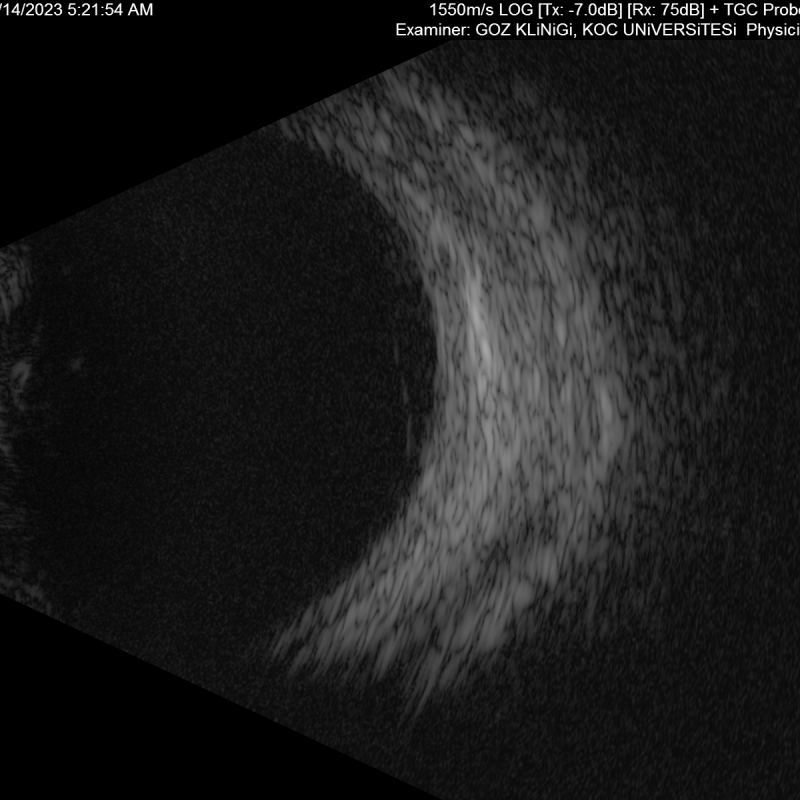 /14/2023 5:21:54 AM
1550m/s LOG [Tx: -7.0dB] [Rx: 75dB] + TGC Probe
Examiner: GOZ KLiNiGi, KOC UNiVERSiTESi Physici